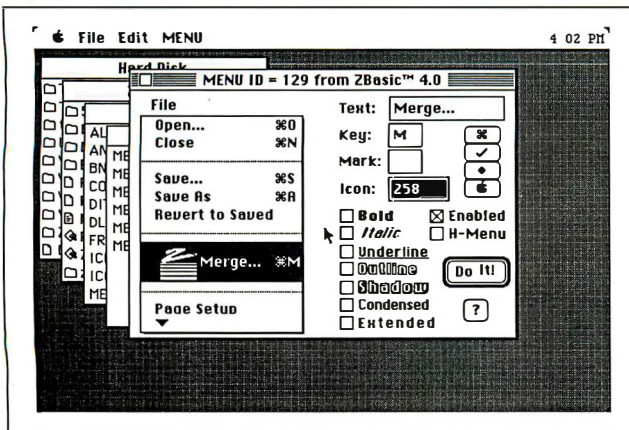 File Edit MENU 4 02 PM
Hard Disk
MENU ID = 129 from ZBasic™ 4.0
File
Open... ⌘O
Close ⌘N
Save... ⌘S
Save As ⌘A
Revert to Saved
Merge... ⌘M
Page Setup
Text: Merge...
Key: M ⌘
Mark: ✓
◆
Icon: 258
Bold
Enabled
Italic
H-Menu
Underline
Outline
Do It!
Shadow
Condensed
Extended
?
AL
AN
BN
CO
DIT
DL
FR
ICO
ICO
ME
ME
ME
ME
ME
ME
ME